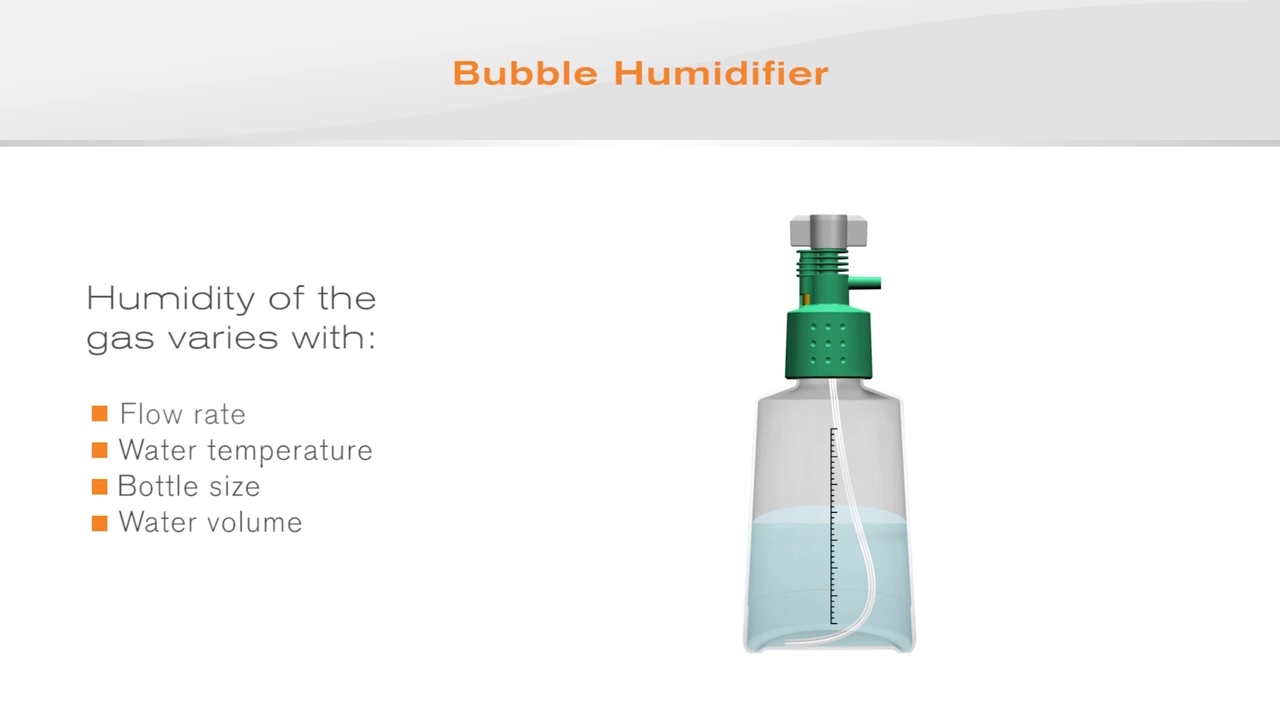 Bubble Humidifier
Humidity of the
gas varies with:
Flow rate
Water temperature
Bottle size
Water volume